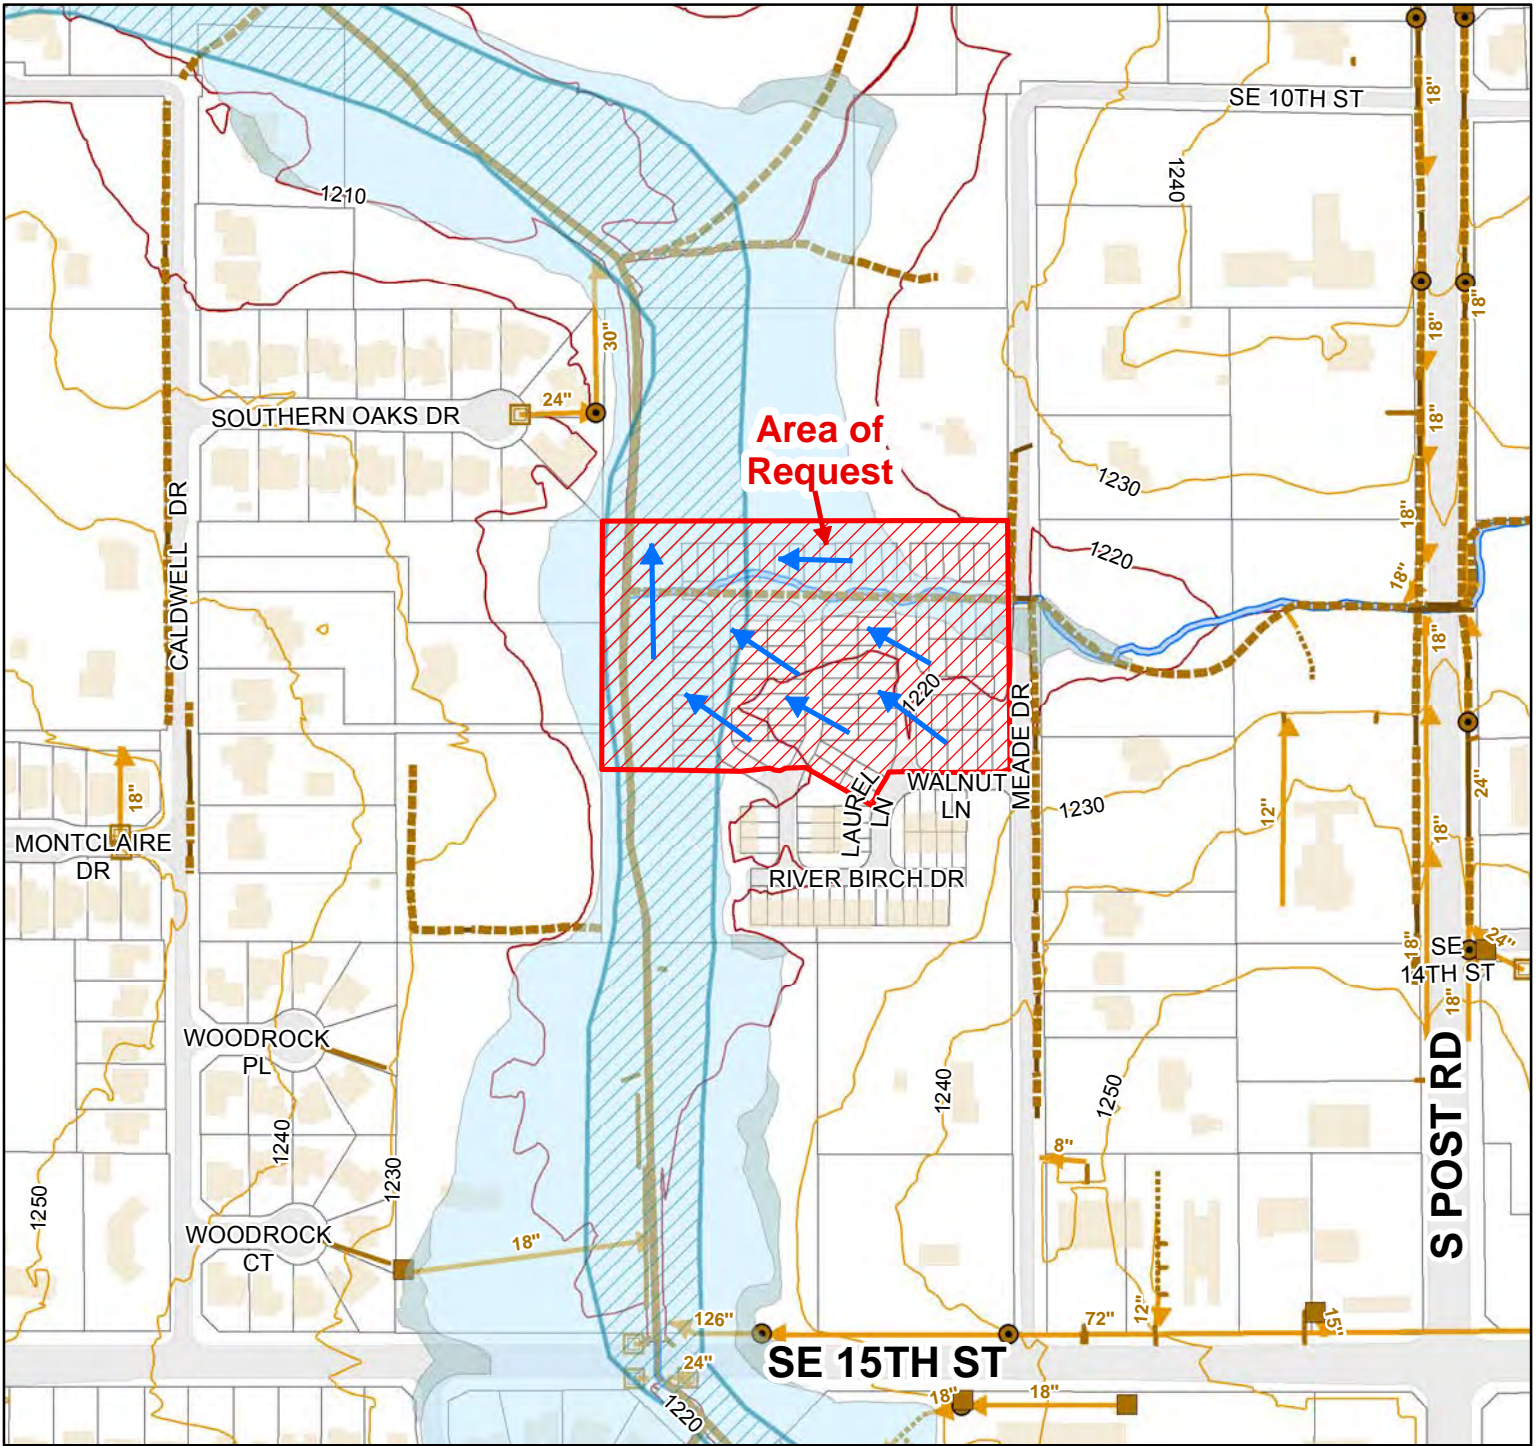 SE 10TH ST
18"
1240
1210
18"
30"
18"
24"
SOUTHERN OAKS DR
18"
Area of
Request
1230
CALDWELL DR
18"
1220
18"
18"
1220
MEADE DR
WALNUT
LN
LAUREL
LN
1230
12"
24"
18"
18"
MONTCLAIRE
DR
RIVER BIRCH DR
24"
SE
14TH ST
18"
18"
WOODROCK
PL
1240
1250
1240
1230
8"
S POST RD
1250
WOODROCK
CT
18"
126"
72"
12"
15"
SE 15TH ST
24"
18"
18"
1220